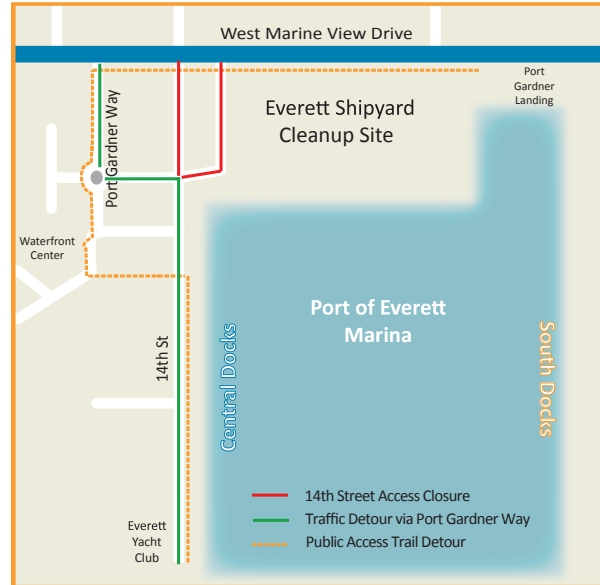 West Marine View Drive
Port
Gardner
Landing
Everett Shipyard
Cleanup Site
Port Gardner Way
Waterfront
Center
Port of Everett
Marina
14th St
Central Docks
South Docks
14th Street Access Closure
Traffic Detour via Port Gardner Way
Public Access Trail Detour
Everett
Yacht
Club